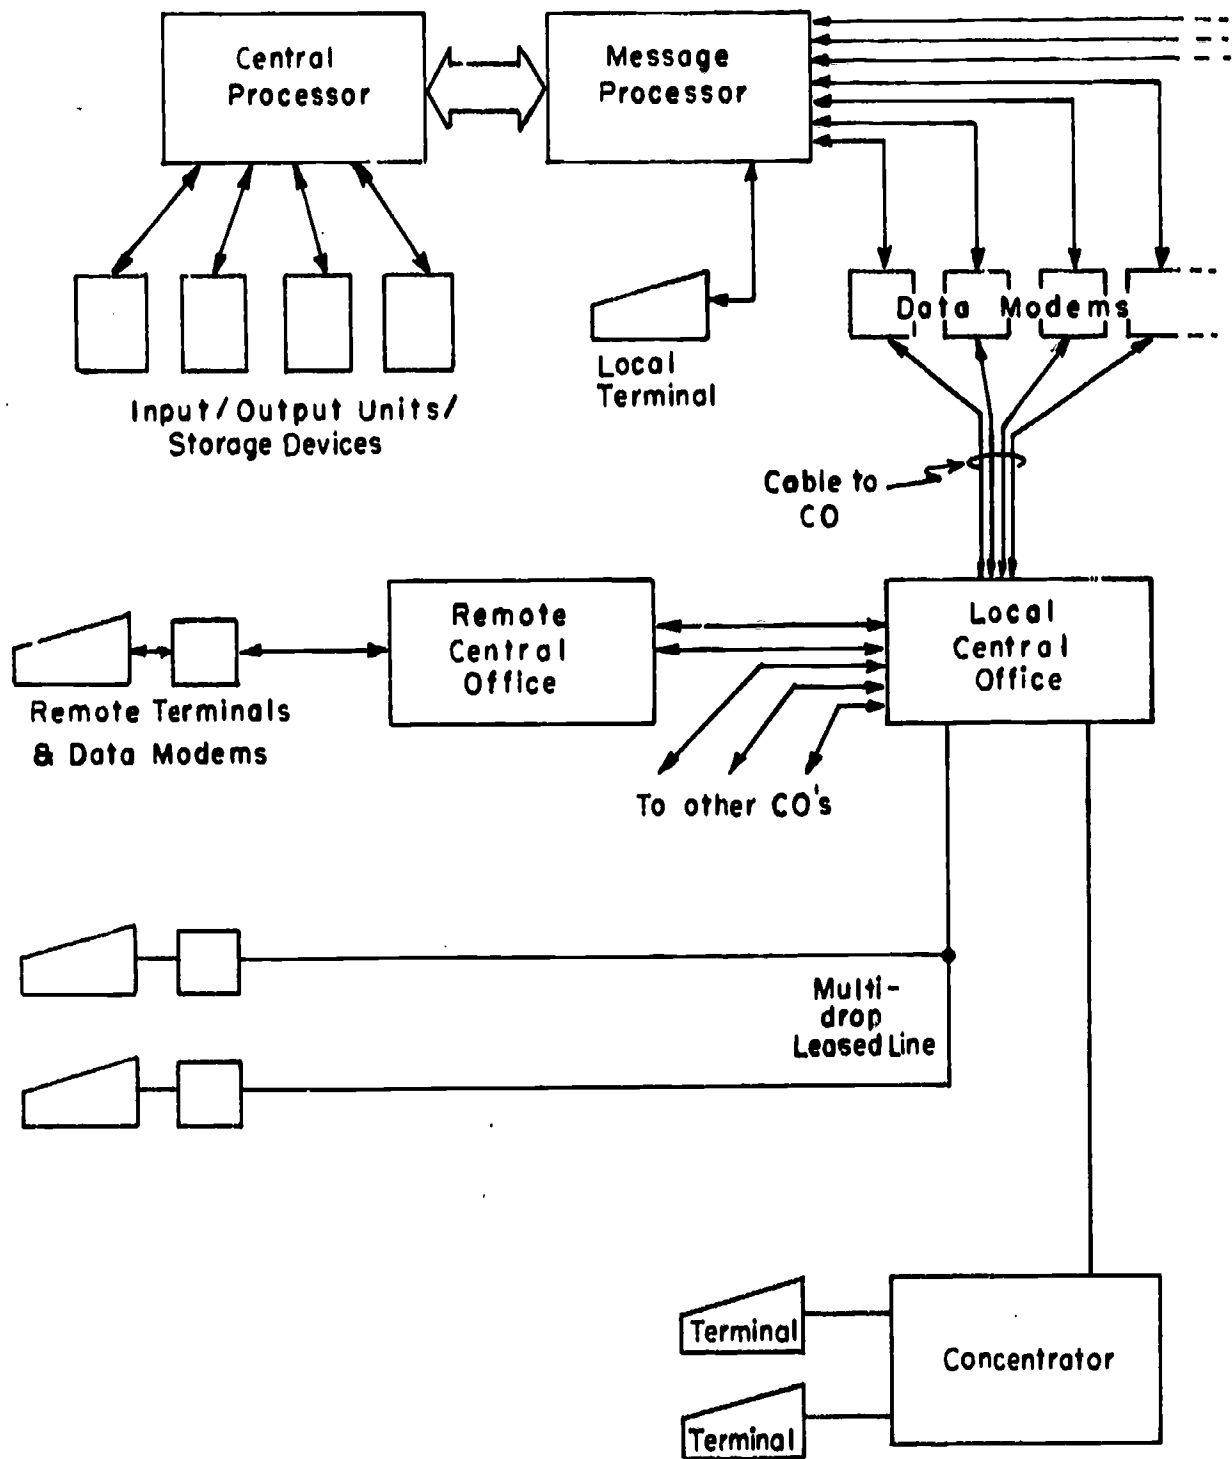 Central
Processor
Message
Processor
Data Modems
Local
Terminal
Input/Output Units/
Storage Devices
Cable to
CO
Remote
Central
Office
Local
Central
Office
Remote Terminals
& Data Modems
To other CO's
Multi-
drop
Leased Line
Terminal
Concentrator
Terminal